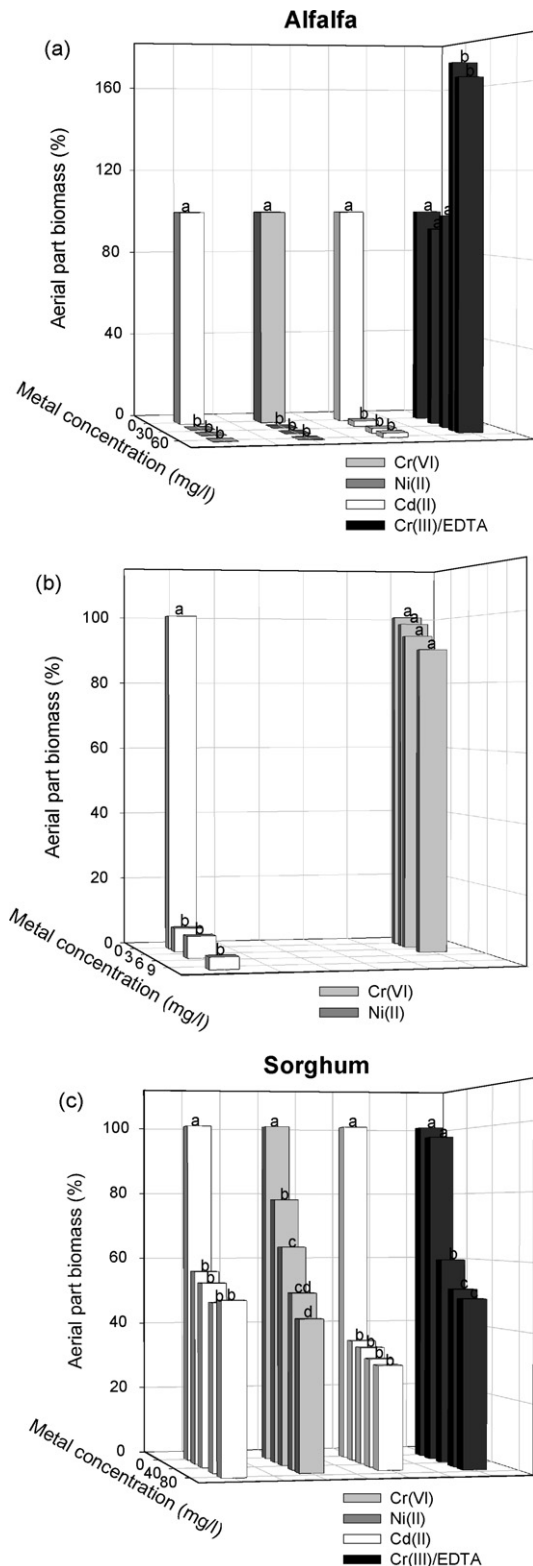 Alfalfa
(a)
b
b
160
120
a
a
a
a
a
a
80
40
0
b b b
b b b
b b b
Aerial part biomass (%)
0
30
60
Metal concentration (mg/l)
Cr(VI)
Ni(II)
Cd(II)
Cr(III)/EDTA
(b)
100
a
a
a
a
a
80
60
40
20
0
b
b
b
Aerial part biomass (%)
0 3 6 9
Metal concentration (mg/l)
Cr(VI)
Ni(II)
Sorghum
(c)
100
a
a
a
a
a
80
b
60
c
b
b
b
b b
cd
d
c
c
40
b
b
b
b
20
0
Aerial part biomass (%)
0
40
80
Metal concentration (mg/l)
Cr(VI)
Ni(II)
Cd(II)
Cr(III)/EDTA